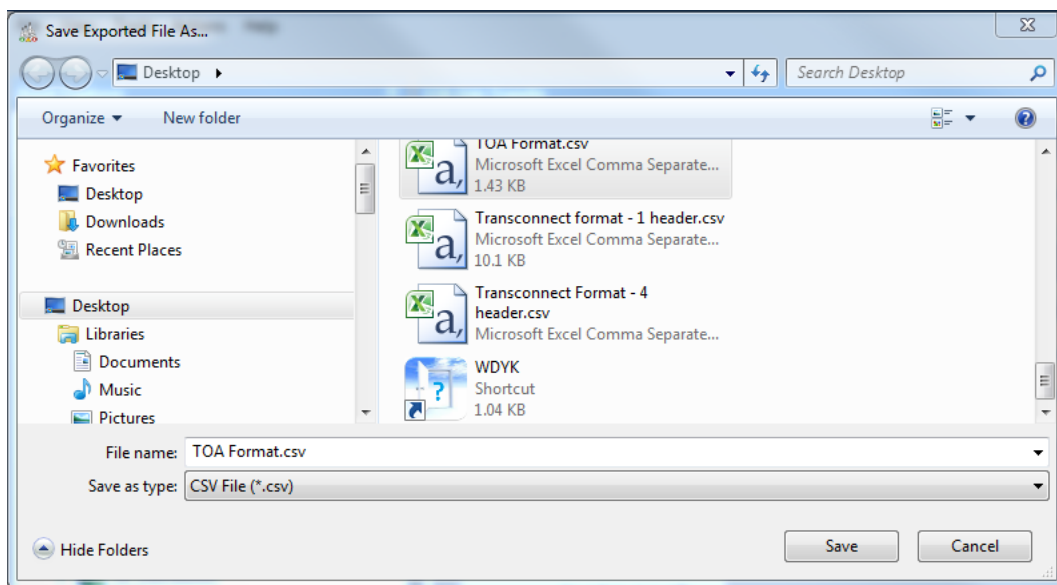 Save Exported File As...
Desktop
Search Desktop
Organize
New folder
Favorites
Desktop
Downloads
Recent Places
Desktop
Libraries
Documents
Music
Pictures
TOA Format.csv
Microsoft Excel Comma Separate...
1.43 KB
Transconnect format - 1 header.csv
Microsoft Excel Comma Separate...
10.1 KB
Transconnect Format - 4
header.csv
Microsoft Excel Comma Separate...
WDYK
Shortcut
1.04 KB
File name: TOA Format.csv
Save as type: CSV File (*.csv)
Hide Folders
Save
Cancel